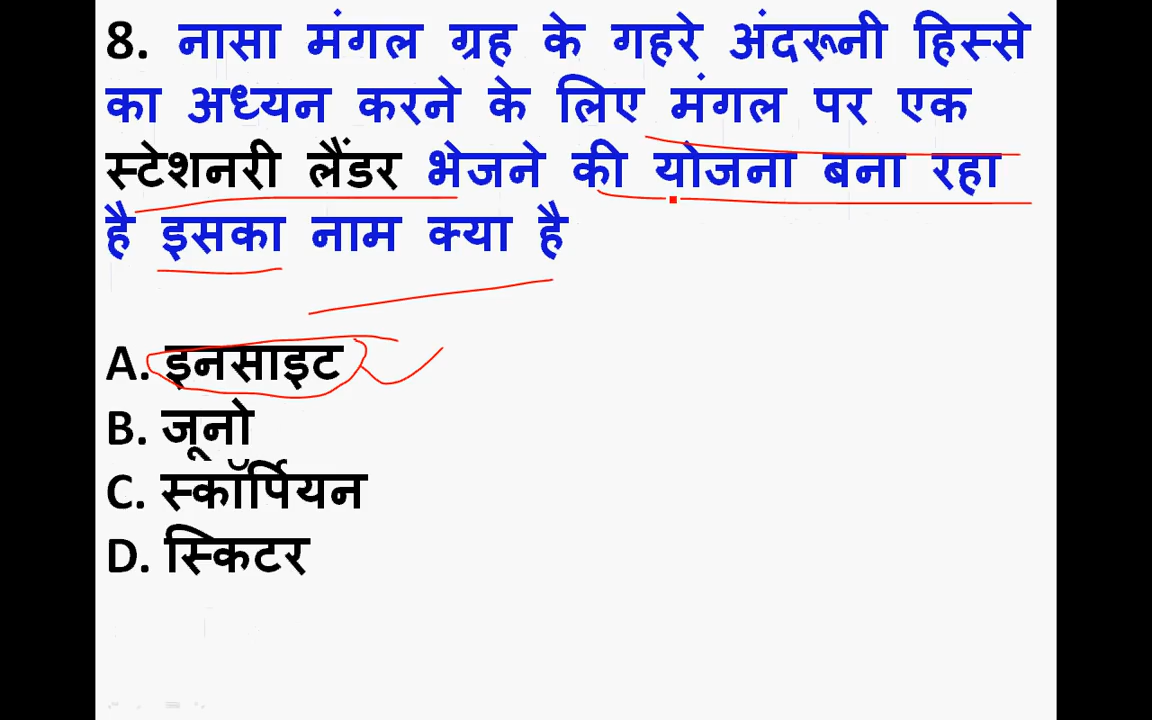 8. नासा मंगल ग्रह के गहरे अंदरूनी हिस्से
का अध्यन करने के लिए मंगल पर एक
स्टेशनरी लैंडर भेजने की योजना बना रहा
है इसका नाम क्या है
A. इनसाइट
B. जूनो
C. स्कॉर्पियन
D. स्किटर